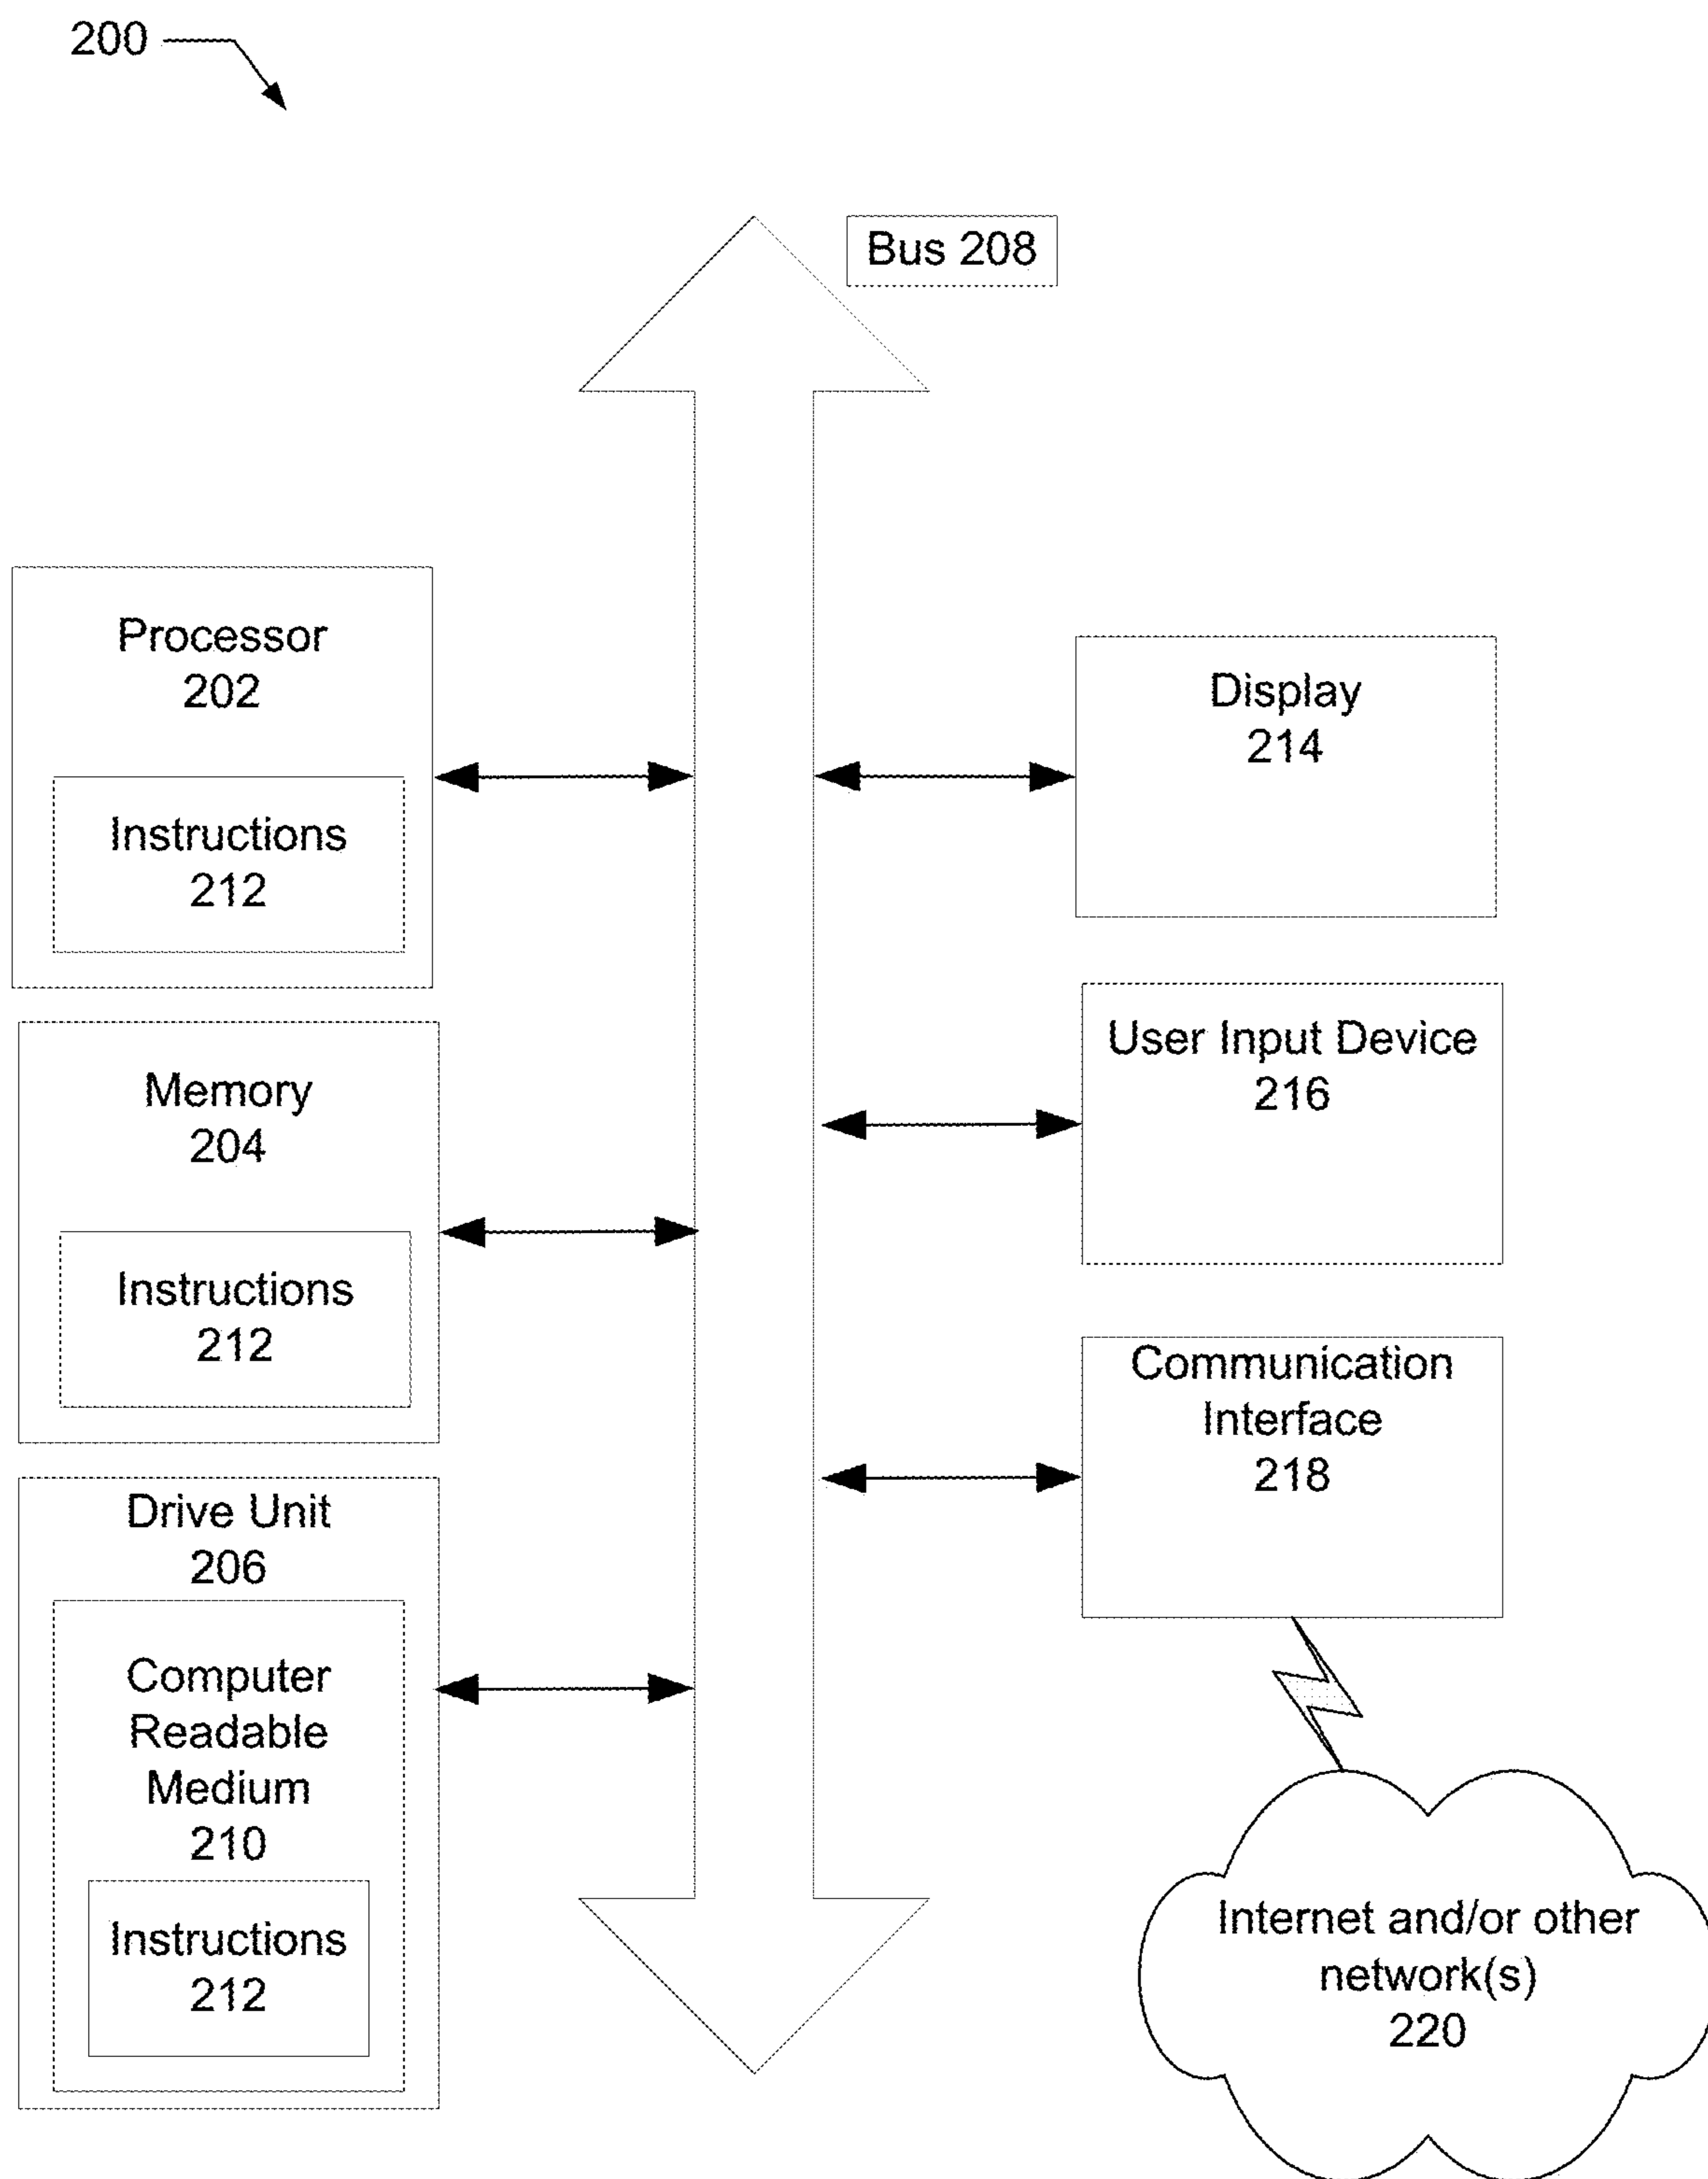 200
Bus 208
Processor
202
Instructions
212
Memory
204
Instructions
212
Drive Unit
206
Computer
Readable
Medium
210
Instructions
212
Display
214
User Input Device
216
Communication
Interface
218
Internet and/or other
network(s)
220